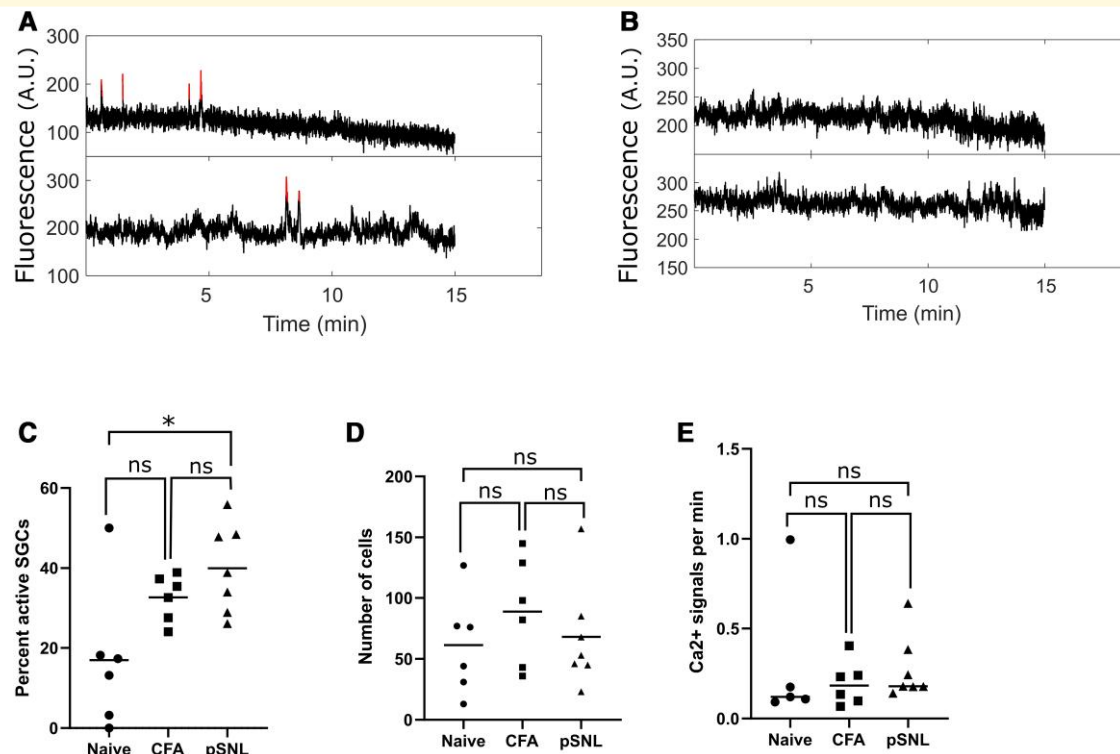 A
Fluorescence (A.U.)
300
200
100
300
200
100
5
10
15
Time (min)
B
Fluorescence (A.U.)
350
300
250
200
350
300
250
200
150
5
10
15
Time (min)
C
Percent active SGCs
*
ns
ns
60
40
20
0
Naive
CFA
pSNL
D
Number of cells
ns
ns
ns
200
150
100
50
0
Naive
CFA
pSNL
E
Ca2+ signals per min
ns
ns
ns
1.5
1.0
0.5
0.0
Naive
CFA
pSNL